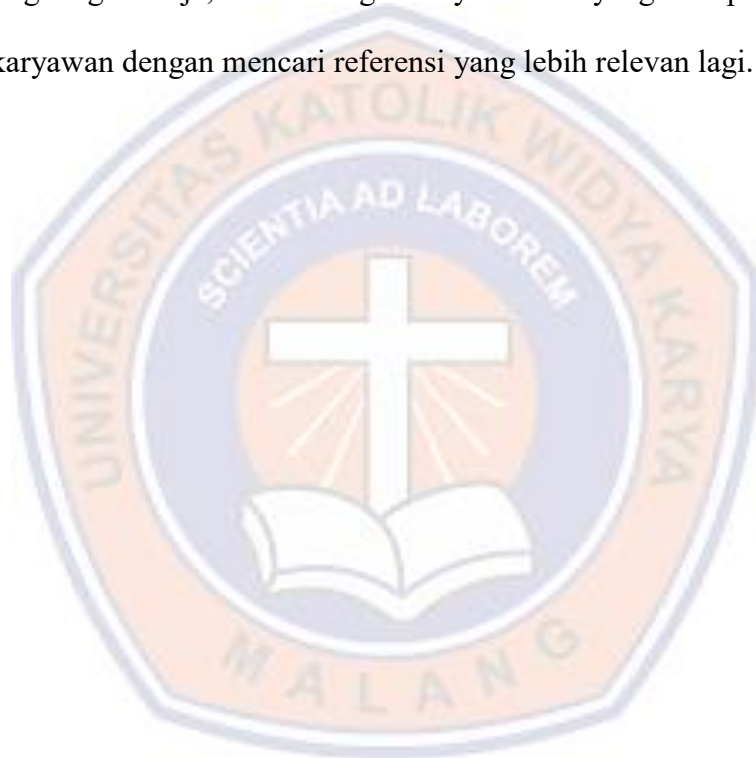 karyawan dengan mencari referensi yang lebih relevan lagi.
UNIVERSITAS KATOLIK WIDYA KARYA
SCIENTIA AD LABOREM
MALANG